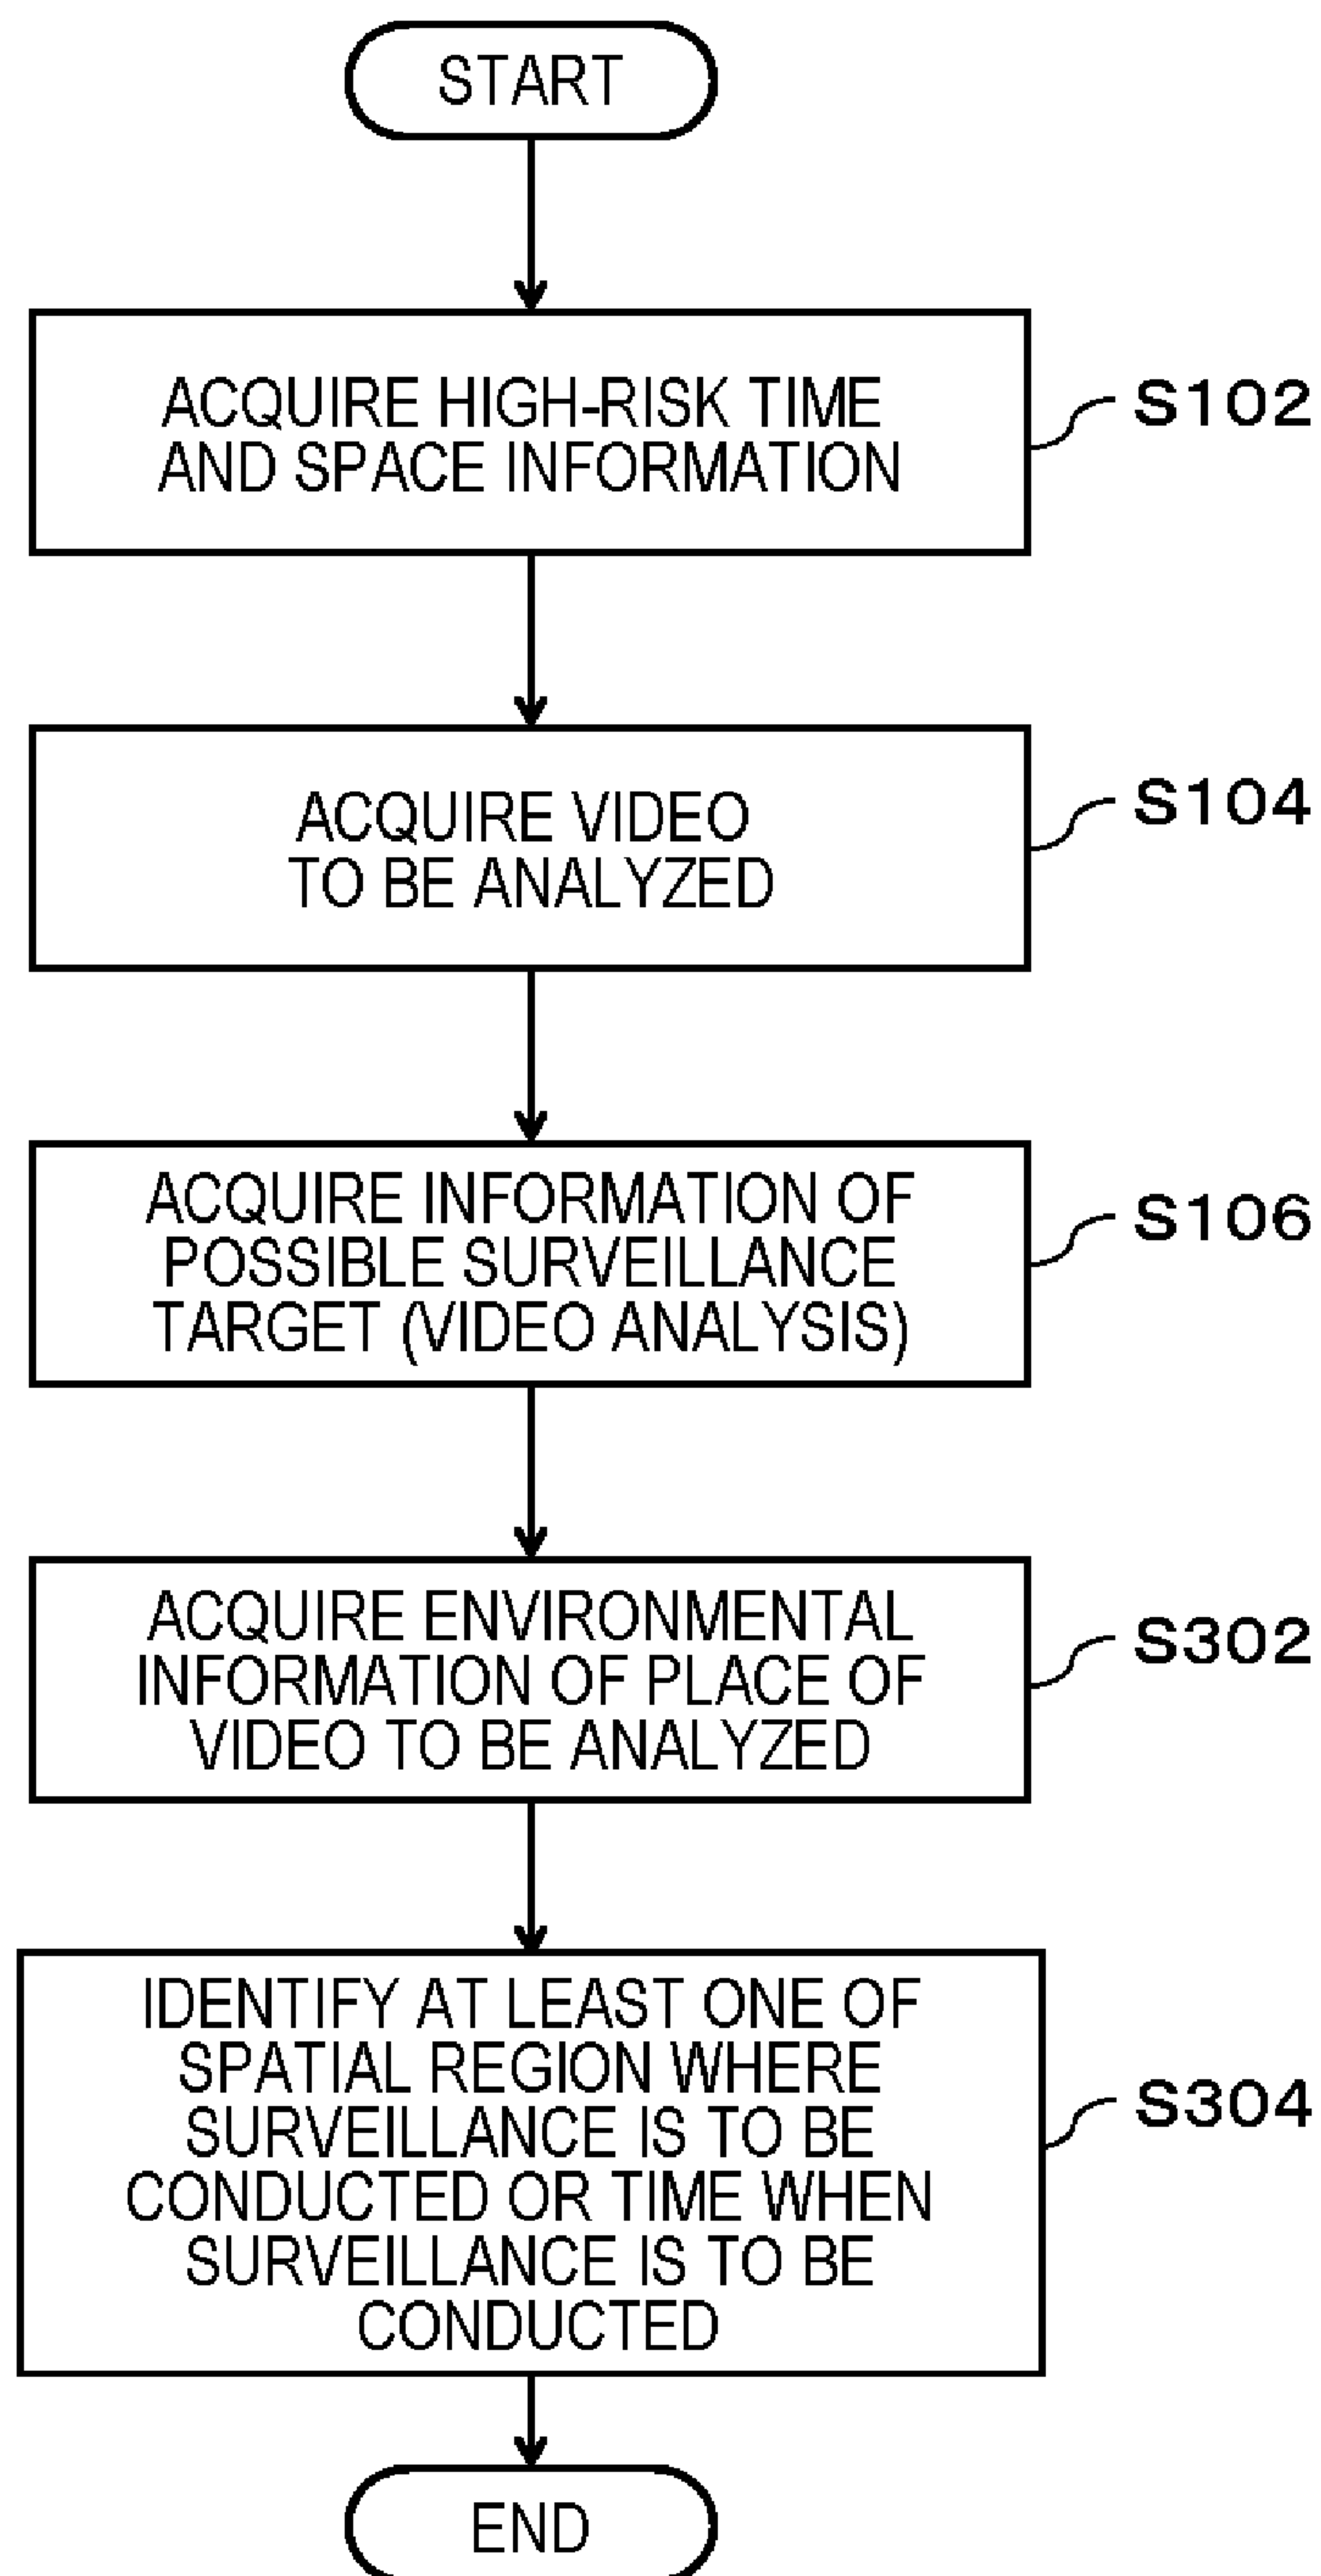 START
ACQUIRE HIGH-RISK TIME
AND SPACE INFORMATION
S102
ACQUIRE VIDEO
TO BE ANALYZED
S104
ACQUIRE INFORMATION OF
POSSIBLE SURVEILLANCE
TARGET (VIDEO ANALYSIS)
S106
ACQUIRE ENVIRONMENTAL
INFORMATION OF PLACE OF
VIDEO TO BE ANALYZED
S302
IDENTIFY AT LEAST ONE OF
SPATIAL REGION WHERE
SURVEILLANCE IS TO BE
CONDUCTED OR TIME WHEN
SURVEILLANCE IS TO BE
CONDUCTED
S304
END